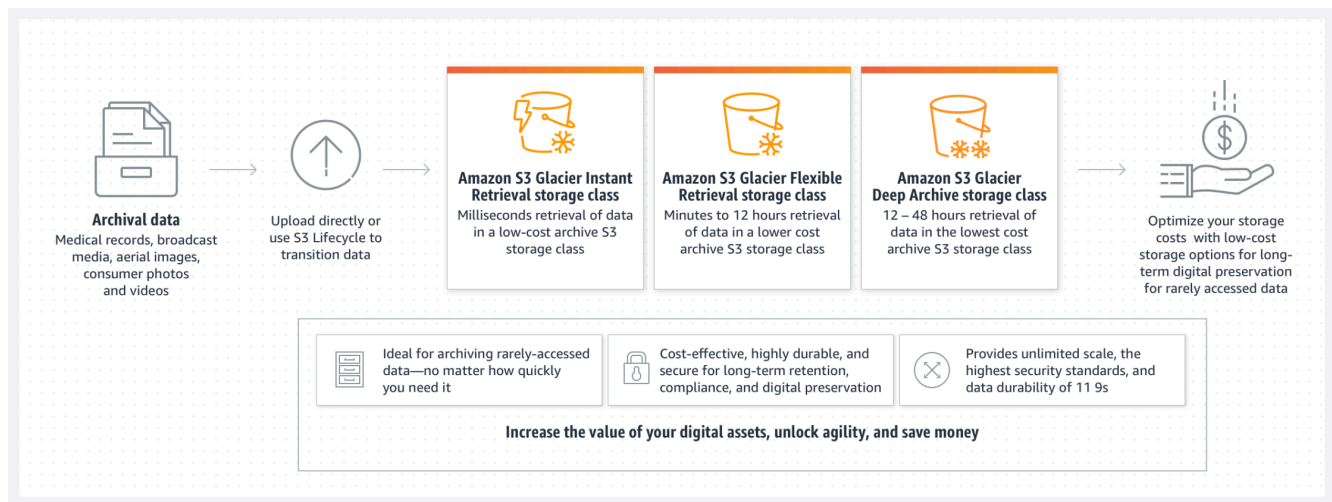 Archival data
Medical records, broadcast
media, aerial images,
consumer photos
and videos
Upload directly or
use S3 Lifecycle to
transition data
Amazon S3 Glacier Instant
Retrieval storage class
Milliseconds retrieval of data
in a low-cost archive S3
storage class
Amazon S3 Glacier Flexible
Retrieval storage class
Minutes to 12 hours retrieval
of data in a lower cost
archive S3 storage class
Amazon S3 Glacier
Deep Archive storage class
12 – 48 hours retrieval of
data in the lowest cost
archive S3 storage class
$
Optimize your storage
costs with low-cost
storage options for long-
term digital preservation
for rarely accessed data
Ideal for archiving rarely-accessed
data—no matter how quickly
you need it
Cost-effective, highly durable, and
secure for long-term retention,
compliance, and digital preservation
Provides unlimited scale, the
highest security standards, and
data durability of 11 9s
Increase the value of your digital assets, unlock agility, and save money